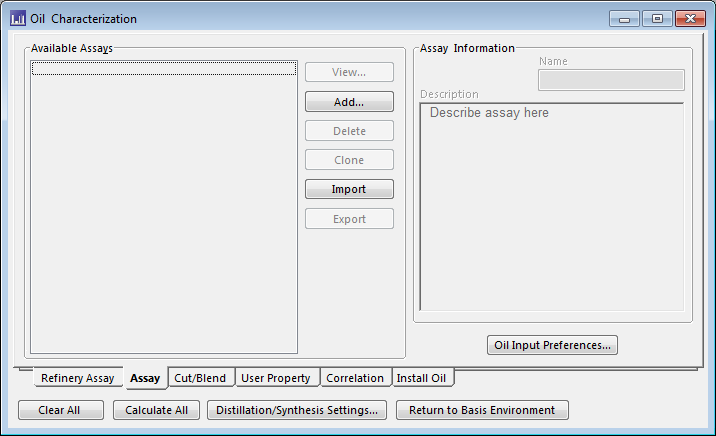 Oil Characterization
Available Assays
View...
Add...
Delete
Clone
Import
Export
Assay Information
Name
Description
Describe assay here
Oil Input Preferences...
Refinery Assay
Assay
Cut/Blend
User Property
Correlation
Install Oil
Clear All
Calculate All
Distillation/Synthesis Settings...
Return to Basis Environment